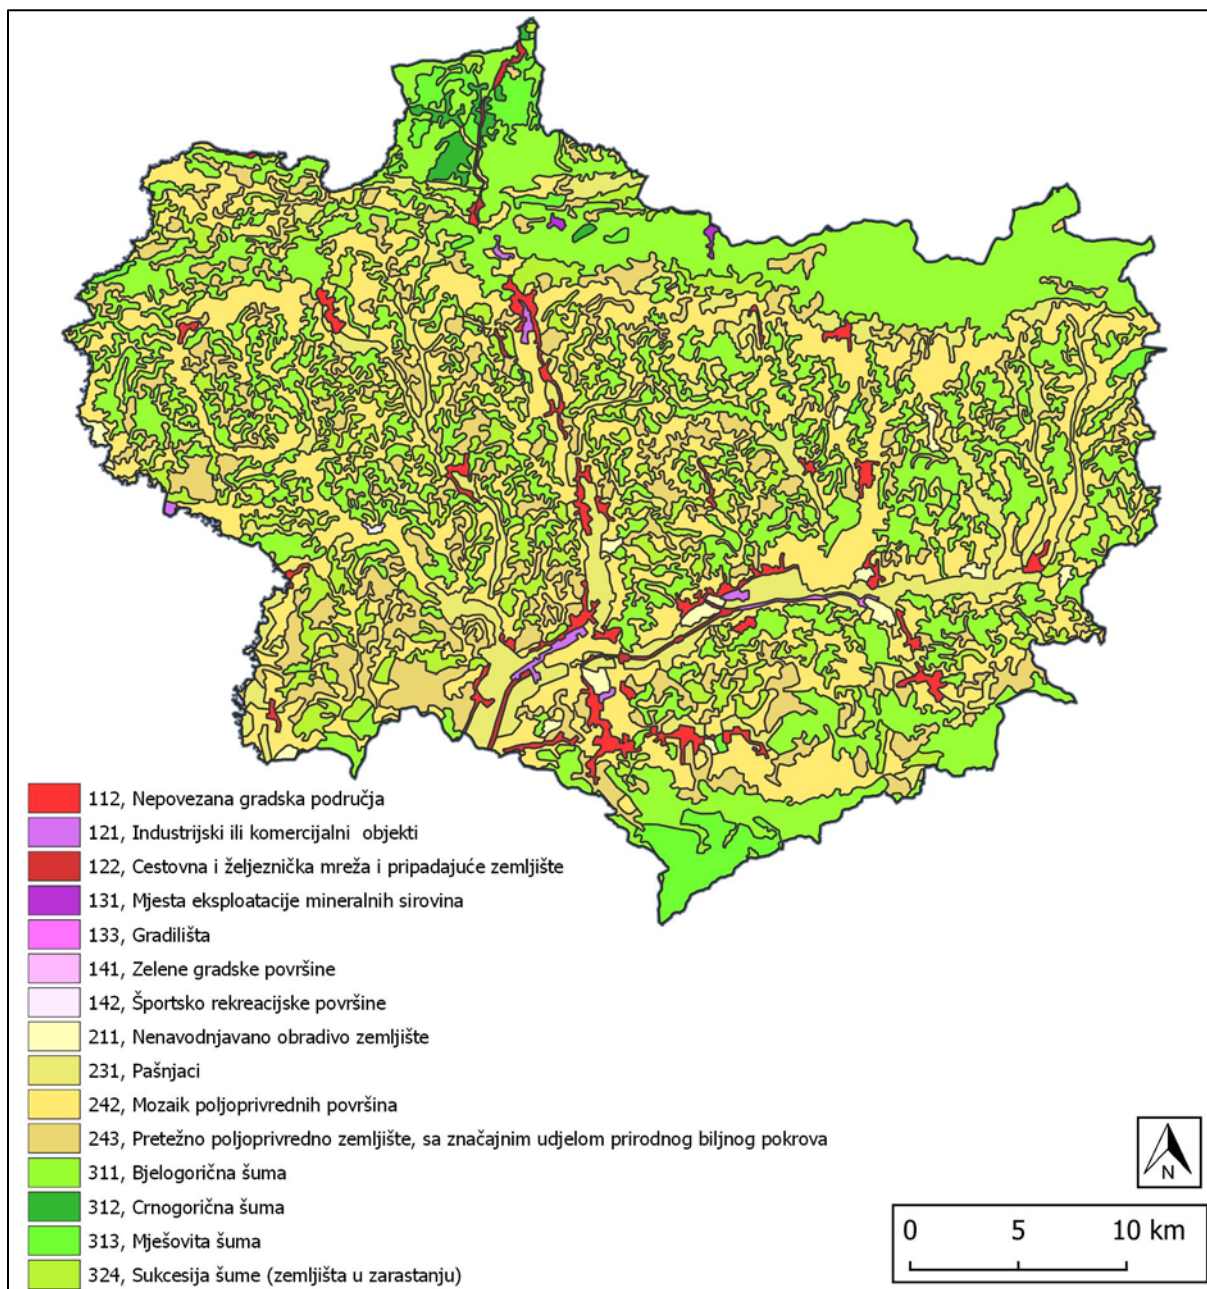 112, Nepovezana gradska područja
121, Industrijski ili komercijalni  objekti
122, Cestovna i željeznička mreža i pripadajuće zemljište
131, Mjesta eksploatacije mineralnih sirovina
133, Gradilišta
141, Zelene gradske površine
142, Športsko rekreacijske površine
211, Nenavodnjavano obradivo zemljište
231, Pašnjaci
242, Mozaik poljoprivrednih površina
243, Pretežno poljoprivredno zemljište, sa značajnim udjelom prirodnog biljnog pokrova
311, Bjelogorična šuma
312, Crnogorična šuma
313, Mješovita šuma
324, Sukcesija šume (zemljišta u zarastanju)
N
0 5 10 km